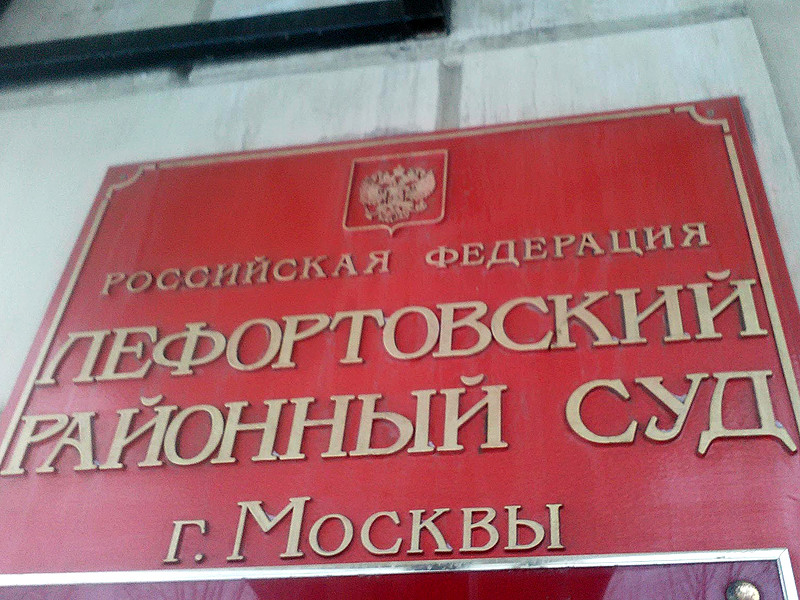 РОССИЙСКАЯ ФЕДЕРАЦИЯ
ЛЕФОРТОВСКИЙ
РАЙОННЫЙ СУД
г. МОСКВЫ